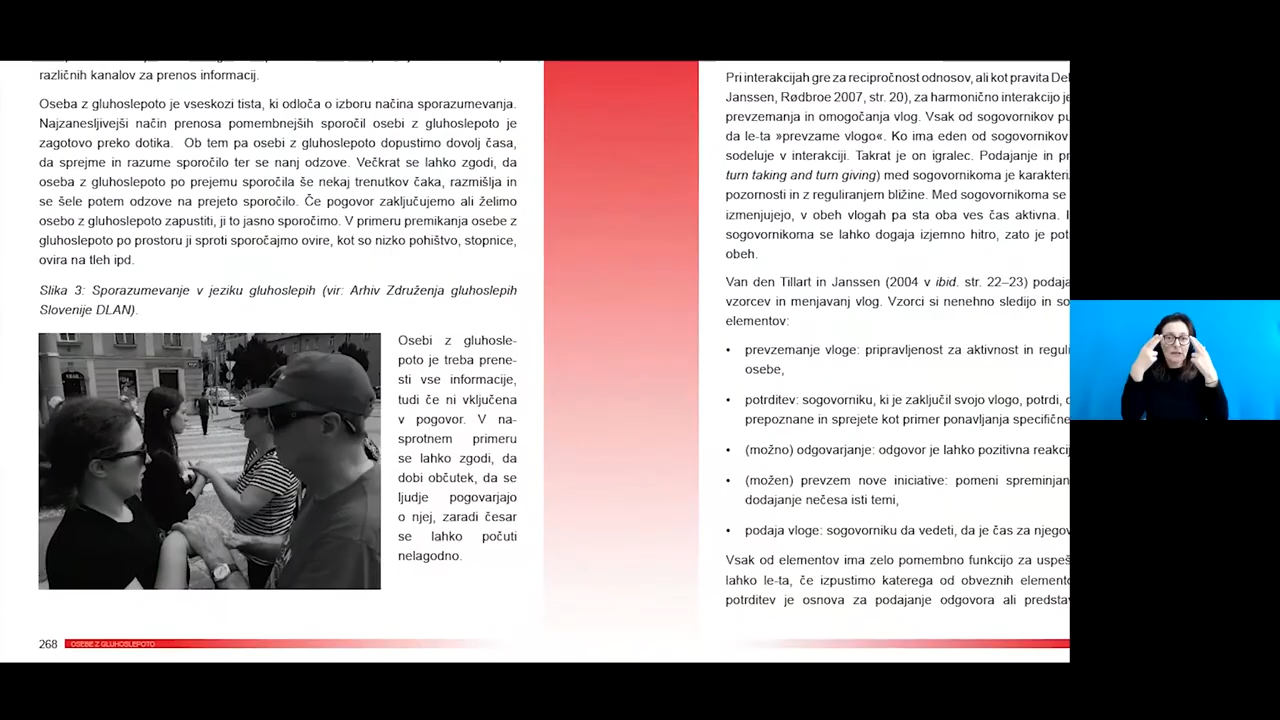 različnih kanalov za prenos informacij.
Oseba z gluhoslepoto je vseskozi tista, ki odloča o izboru načina sporazumevanja.
Najzanesljivejši način prenosa pomembnejših sporočil osebi z gluhoslepoto je
zagotovo preko dotika. Ob tem pa osebi z gluhoslepoto dopustimo dovolj časa,
da sprejme in razume sporočilo ter se nanj odzove. Večkrat se lahko zgodi, da
oseba z gluhoslepoto po prejemu sporočila še nekaj trenutkov čaka, razmišlja in
se šele potem odzove na prejeto sporočilo. Če pogovor zaključujemo ali želimo
osebo z gluhoslepoto zapustiti, ji to jasno sporočimo. V primeru premikanja osebe z
gluhoslepoto po prostoru ji sproti sporočajmo ovire, kot so nizko pohištvo, stopnice,
ovira na tleh ipd.
Slika 3: Sporazumevanje v jeziku gluhoslepih (vir: Arhiv Združenja gluhoslepih
Slovenije DLAN).
Osebi z gluhosle-
poto je treba prene-
sti vse informacije,
tudi če ni vključena
v pogovor. V na-
sprotnem primeru
se lahko zgodi, da
dobi občutek, da se
ljudje pogovarjajo
o njej, zaradi česar
se lahko počuti
nelagodno.
268 OSEBE Z GLUHOSLEPOTO
Pri interakcijah gre za recipročnost odnosov, ali kot pravita Del
Janssen, Rødbroe 2007, str. 20), za harmonično interakcijo je
prevzemanja in omogočanja vlog. Vsak od sogovornikov pu
da le-ta »prevzame vlogo«. Ko ima eden od sogovornikov
sodeluje v interakciji. Takrat je on igralec. Podajanje in pr
turn taking and turn giving) med sogovornikoma je karakteri
pozornosti in z reguliranjem bližine. Med sogovornikoma se
izmenjujejo, v obeh vlogah pa sta oba ves čas aktivna. I
sogovornikoma se lahko dogaja izjemno hitro, zato je pot
obeh.
Van den Tillart in Janssen (2004 v ibid. str. 22–23) podaja
vzorcev in menjavanj vlog. Vzorci si nenehno sledijo in so
elementov:
• prevzemanje vloge: pripravljenost za aktivnost in reguli
osebe,
• potrditev: sogovorniku, ki je zaključil svojo vlogo, potrdi, d
prepoznane in sprejete kot primer ponavljanja specifične
• (možno) odgovarjanje: odgovor je lahko pozitivna reakcij
• (možen) prevzem nove iniciative: pomeni spreminjan
dodajanje nečesa isti temi,
• podaja vloge: sogovorniku da vedeti, da je čas za njegov
Vsak od elementov ima zelo pomembno funkcijo za uspeš
lahko le-ta, če izpustimo katerega od obveznih elemento
potrditev je osnova za podajanje odgovora ali predsta